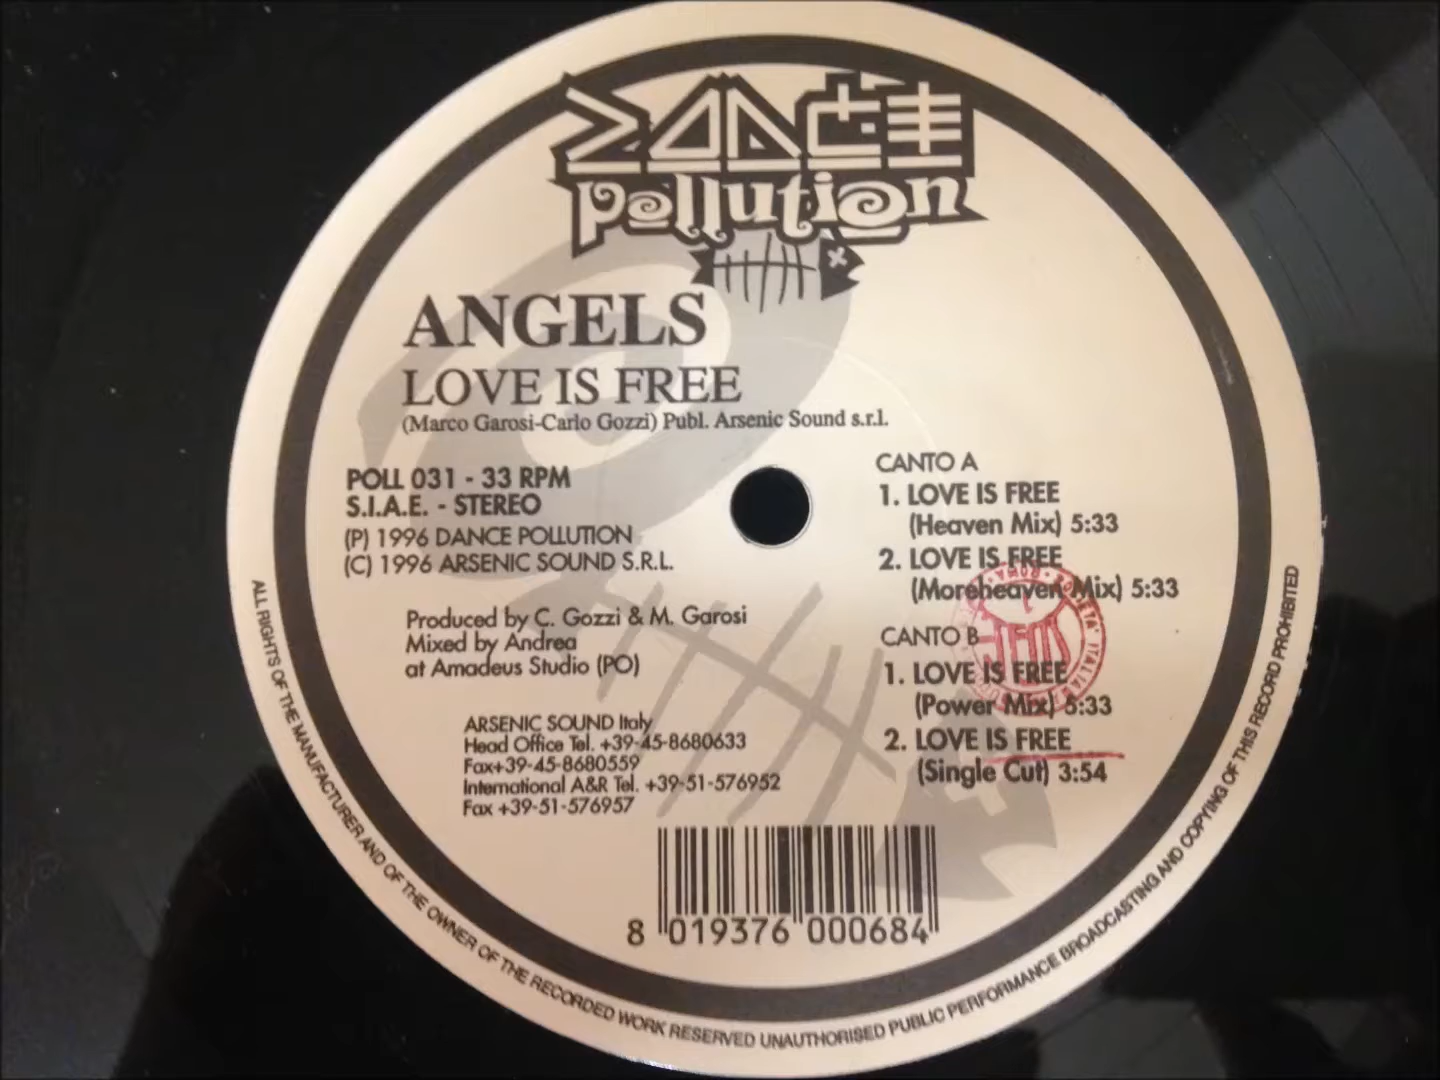 DANCE
pollution
ANGELS
LOVE IS FREE
(Marco Garosi-Carlo Gozzi) Publ. Arsenic Sound s.r.l.
POLL 031 - 33 RPM
S.I.A.E. - STEREO
(P) 1996 DANCE POLLUTION
(C) 1996 ARSENIC SOUND S.R.L.
Produced by C. Gozzi & M. Garosi
Mixed by Andrea
at Amadeus Studio (PO)
ARSENIC SOUND Italy
Head Office Tel. +39-45-8680633
Fax+39-45-8680559
International A&R Tel. +39-51-576952
Fax +39-51-576957
CANTO A
1. LOVE IS FREE
(Heaven Mix) 5:33
2. LOVE IS FREE
(Moreheaven Mix) 5:33
CANTO B
1. LOVE IS FREE
(Power Mix) 5:33
2. LOVE IS FREE
(Single Cut) 3:54
8 019376 000684
ALL RIGHTS OF THE MANUFACTURER AND OF THE OWNER OF THE RECORDED WORK RESERVED UNAUTHORISED PUBLIC PERFORMANCE BROADCASTING AND COPYING OF THIS RECORD PROHIBITED